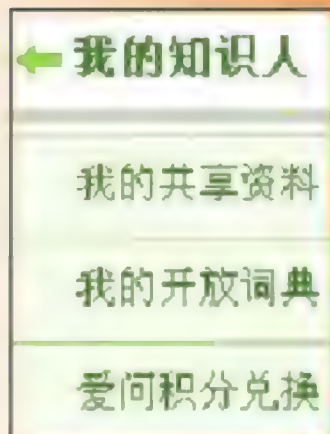 我的知识人
我的共享资料
我的开放词典
爱问积分兑换